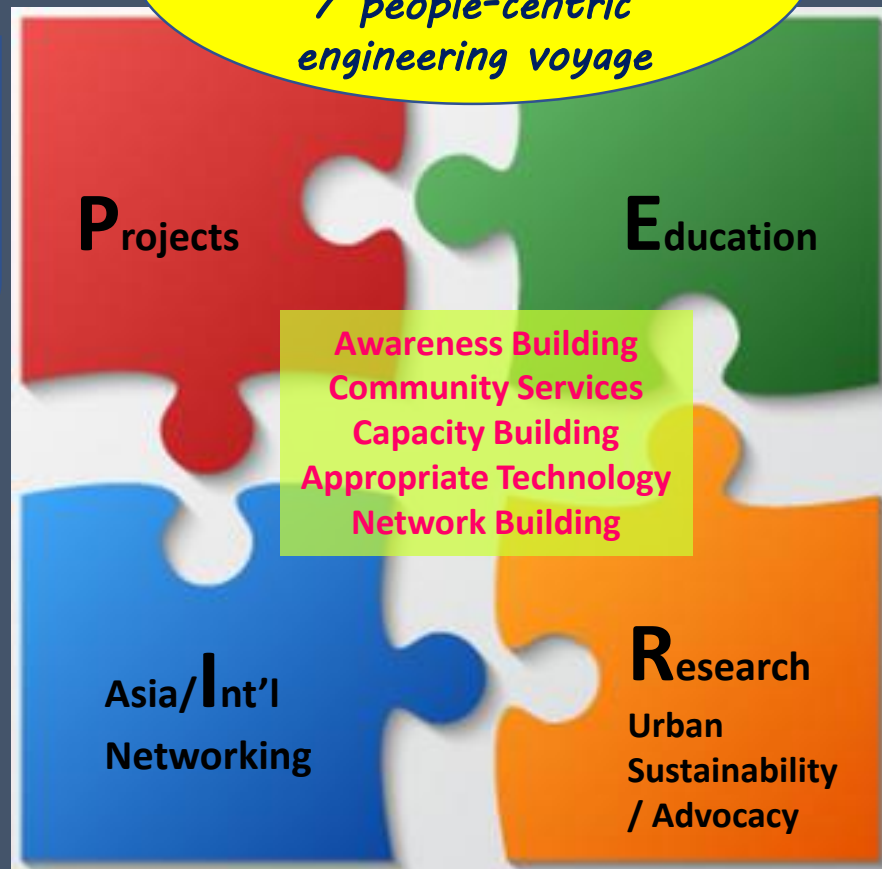 / people-centric
engineering voyage
Projects
Education
Awareness Building
Community Services
Capacity Building
Appropriate Technology
Network Building
Asia/Int'l
Networking
Research
Urban
Sustainability
/ Advocacy